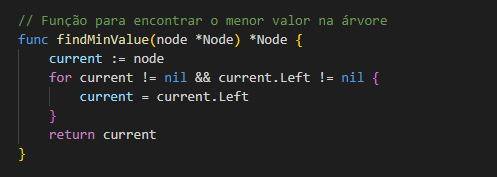 // Função para encontrar o menor valor na árvore
func findMinValue(node *Node) *Node {
    current := node
    for current != nil && current.Left != nil {
        current = current.Left
    }
    return current
}